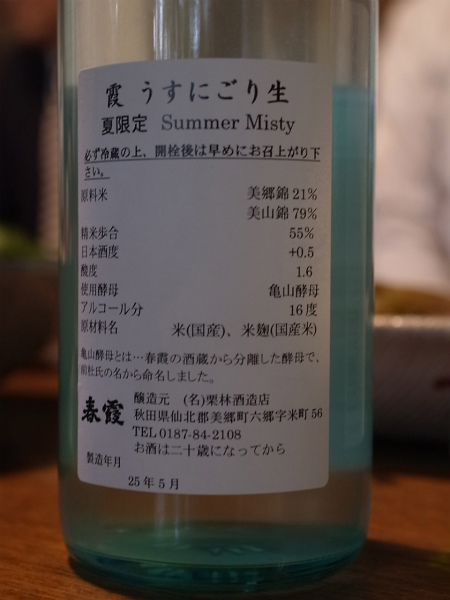 霞 うすにごり生
夏限定 Summer Misty
必ず冷蔵の上、開栓後は早めにお召上がり下
さい。
原料米 美郷錦 21%
美山錦 79%
精米歩合 55%
日本酒度 +0.5
酸度 1.6
使用酵母 亀山酵母
アルコール分 16度
原材料名 米(国産)、米麹(国産米)
亀山酵母とは…春霞の酒蔵から分離した酵母で、
前杜氏の名から命名しました。
春霞 醸造元 (名)栗林酒造店
秋田県仙北郡美郷町六郷字米町 56
TEL 0187-84-2108
お酒は二十歳になってから
製造年月
25年5月